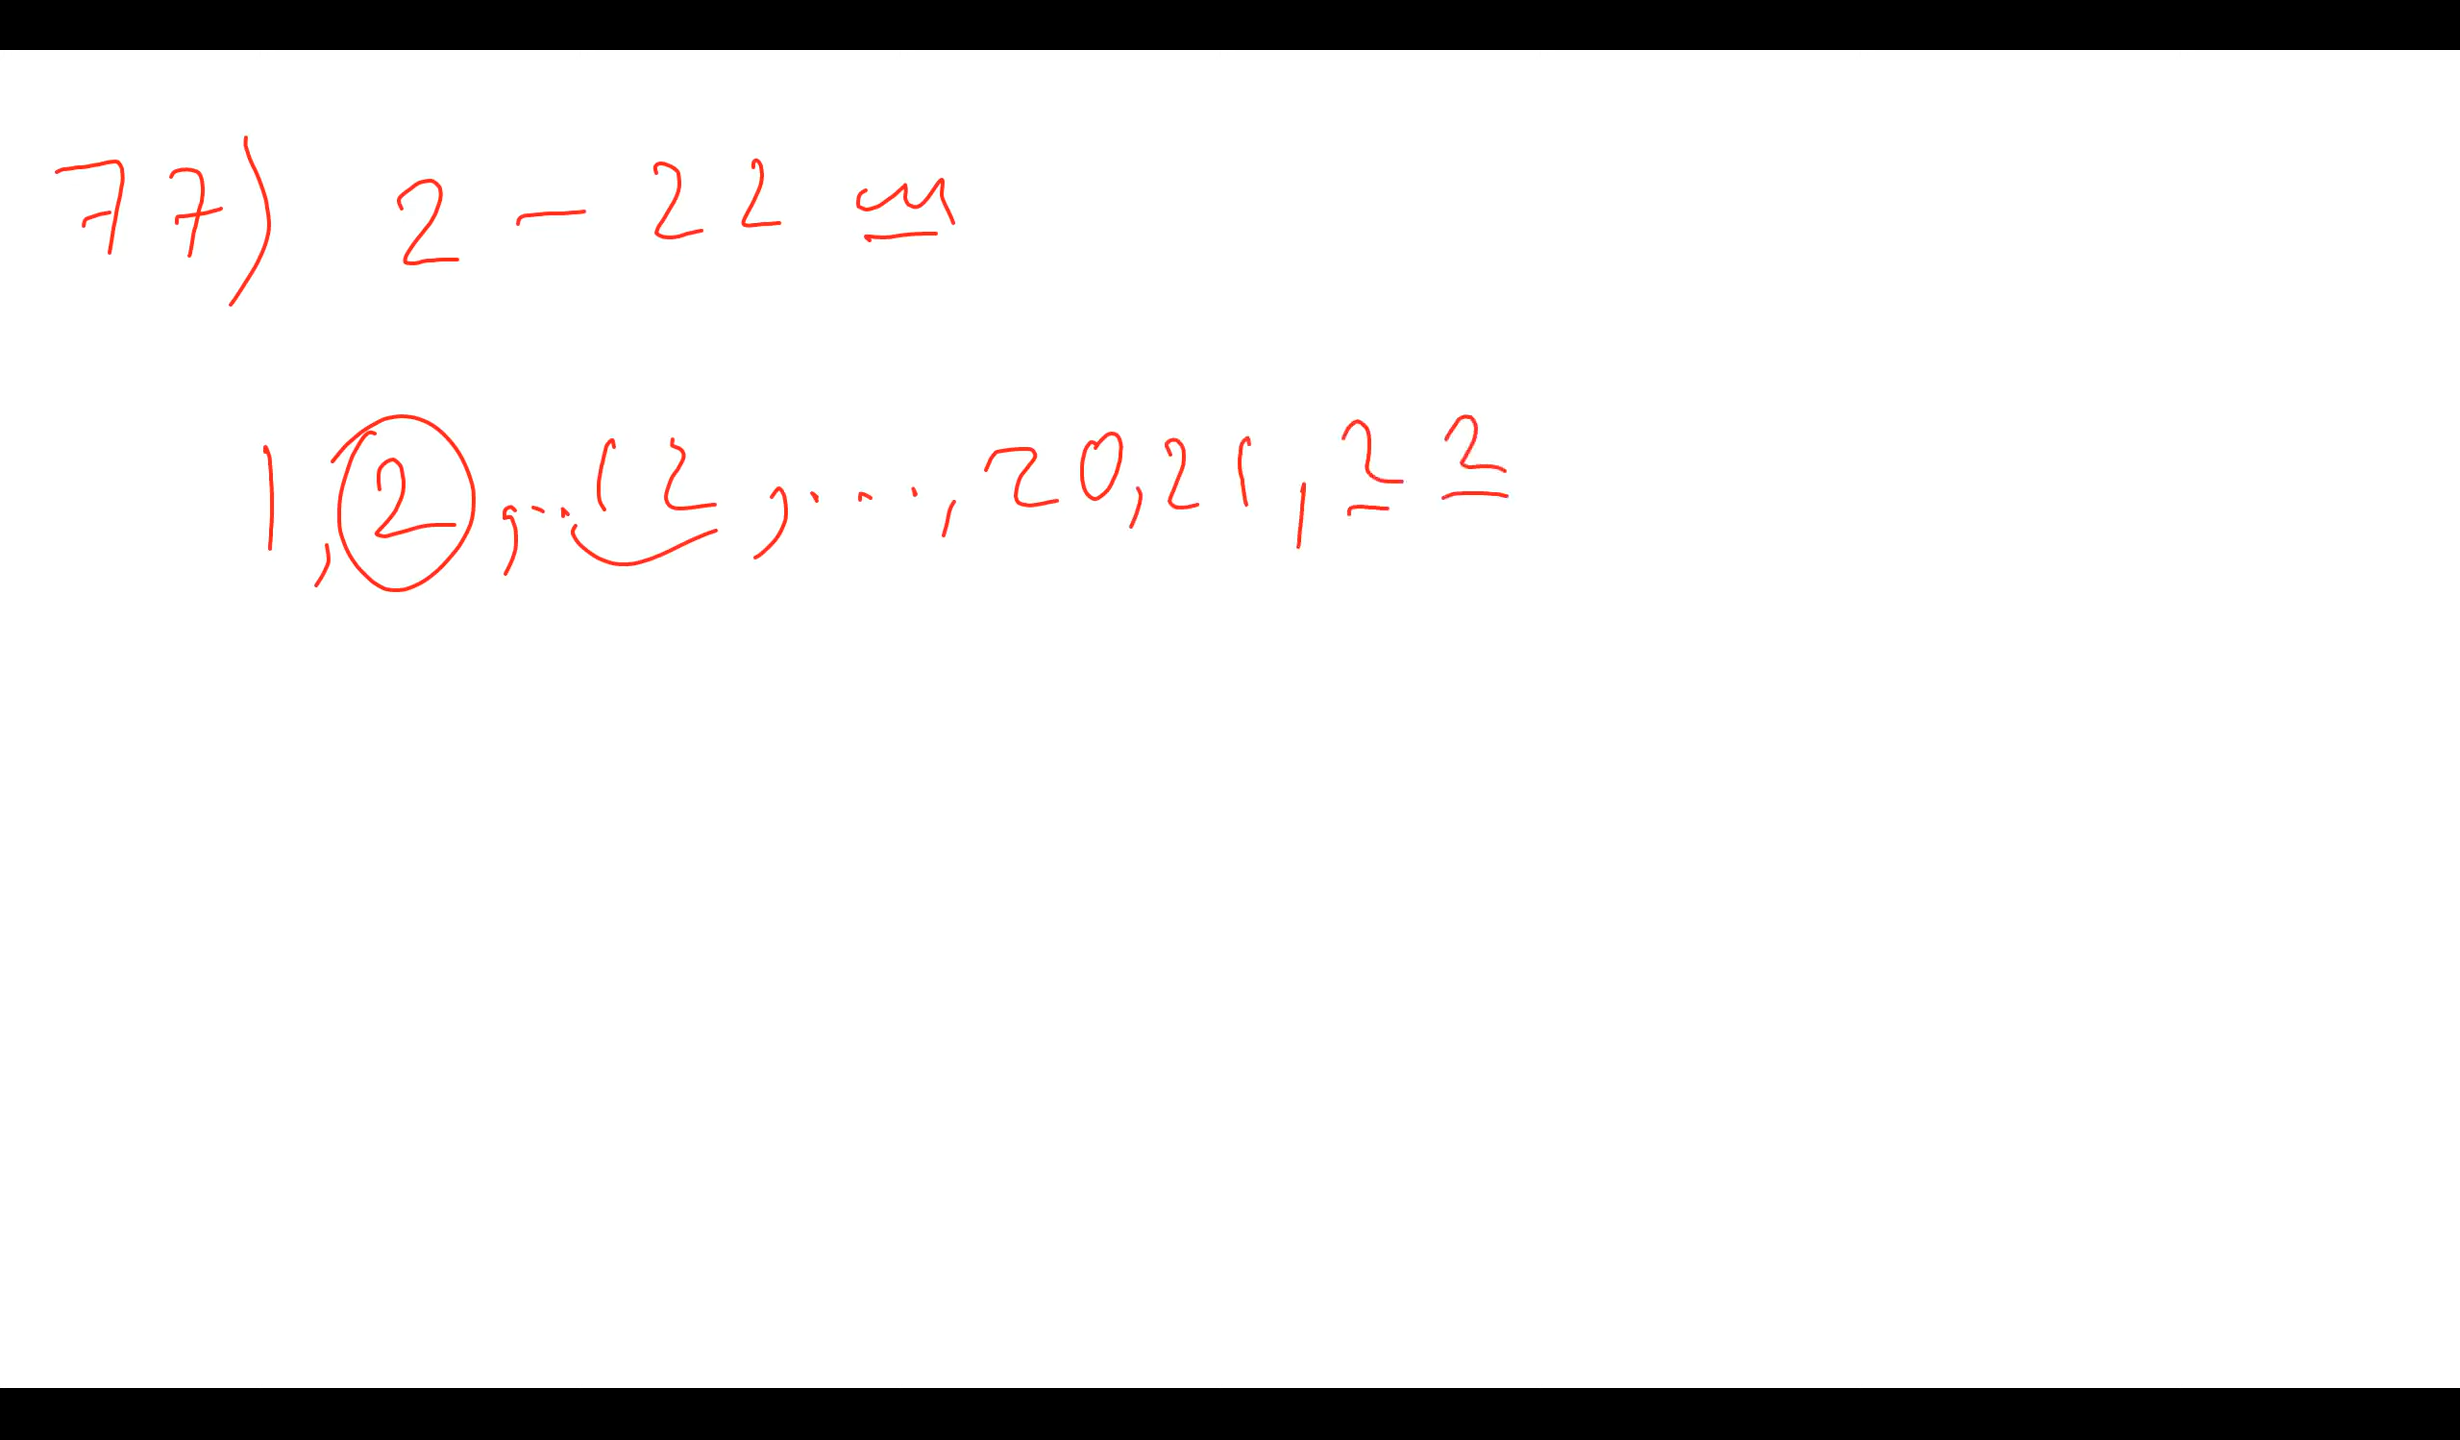 77) 2 - 22 м
1, 2, ... 12, ...., 20, 21, 22